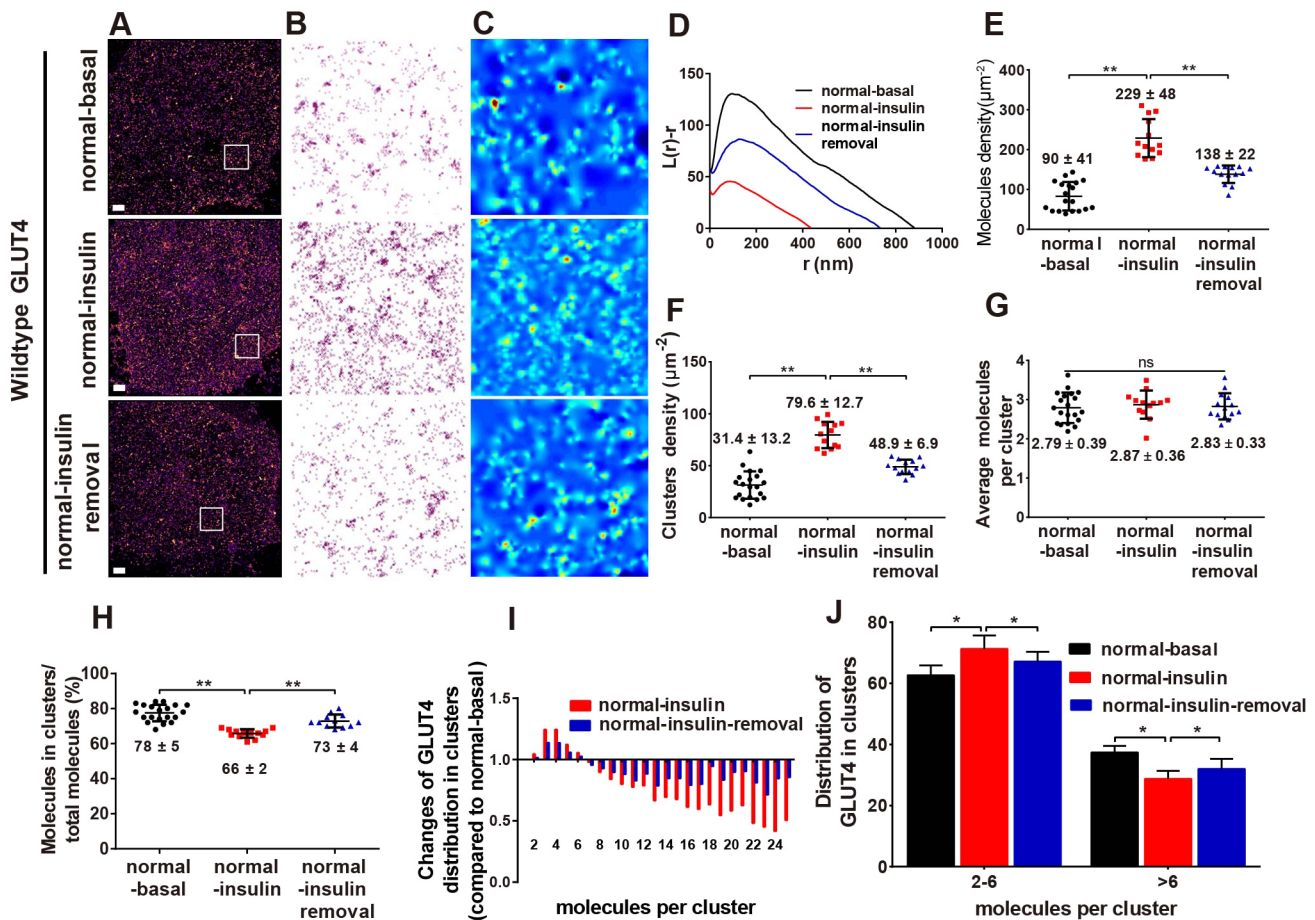 A
B
C
Wildtype GLUT4
normal-basal
normal-insulin
normal-insulin
removal
D
L(r)-r
150
100
50
0
0
200
400
600
800
1000
r (nm)
normal-basal
normal-insulin
normal-insulin
removal
E
Molecules density(μm-2)
400
300
200
100
0
**
**
229 ± 48
90 ± 41
138 ± 22
normal
-basal
normal
-insulin
normal
-insulin
removal
F
Clusters density (μm-2)
150
100
50
0
**
**
79.6 ± 12.7
31.4 ± 13.2
48.9 ± 6.9
normal
-basal
normal
-insulin
normal
-insulin
removal
G
Average molecules
per cluster
4
3
2
1
0
ns
2.79 ± 0.39
2.87 ± 0.36
2.83 ± 0.33
normal
-basal
normal
-insulin
normal
-insulin
removal
H
Molecules in clusters/
total molecules (%)
100
80
60
40
20
0
**
**
78 ± 5
66 ± 2
73 ± 4
normal
-basal
normal
-insulin
normal
-insulin
removal
I
Changes of GLUT4
distribution in clusters
(compared to normal-basal)
1.5
1.0
0.5
0.0
normal-insulin
normal-insulin-removal
2 4 6 8 10 12 14 16 18 20 22 24
molecules per cluster
J
Distribution of
GLUT4 in clusters
80
60
40
20
0
*
*
*
*
normal-basal
normal-insulin
normal-insulin-removal
2-6
>6
molecules per cluster